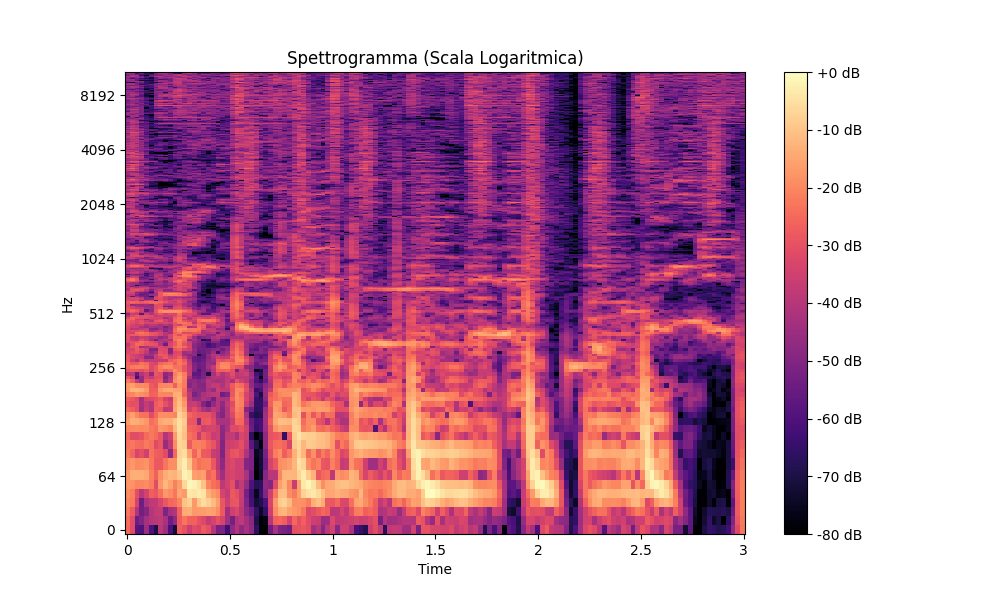 Spettrogramma (Scala Logaritmica)
Hz
8192
4096
2048
1024
512
256
128
64
0
0 0.5 1 1.5 2 2.5 3
Time
+0 dB
-10 dB
-20 dB
-30 dB
-40 dB
-50 dB
-60 dB
-70 dB
-80 dB